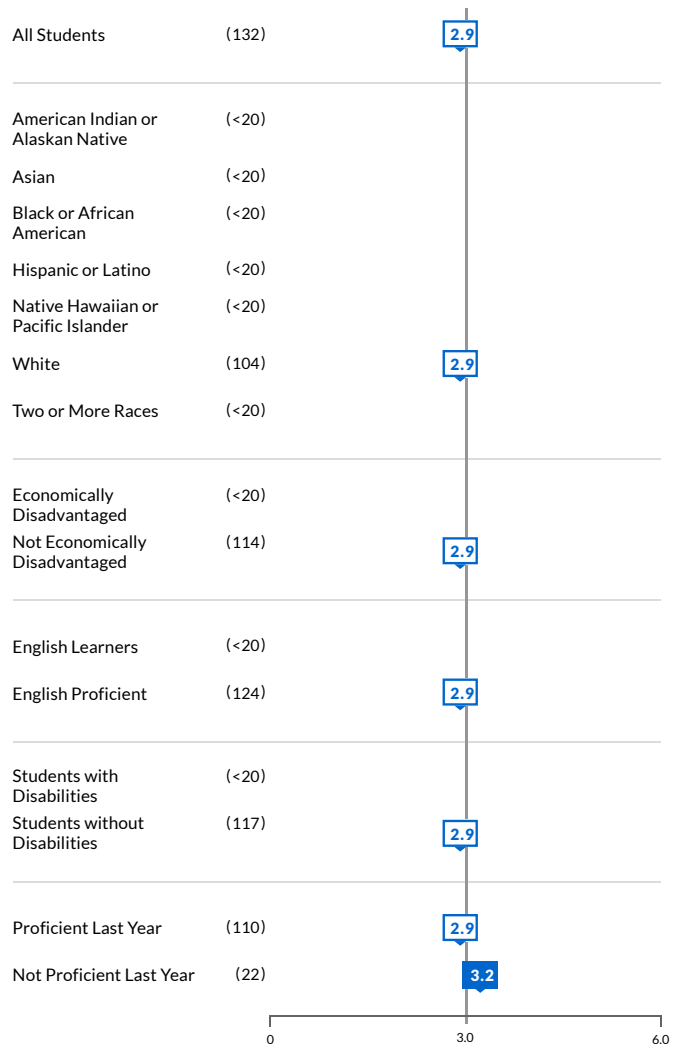 All Students (132) 2.9
American Indian or (<20)
Alaskan Native
Asian (<20)
Black or African (<20)
American
Hispanic or Latino (<20)
Native Hawaiian or (<20)
Pacific Islander
White (104) 2.9
Two or More Races (<20)
Economically (<20)
Disadvantaged
Not Economically (114) 2.9
Disadvantaged
English Learners (<20)
English Proficient (124) 2.9
Students with (<20)
Disabilities
Students without (117) 2.9
Disabilities
Proficient Last Year (110) 2.9
Not Proficient Last Year (22) 3.2
0 3.0 6.0